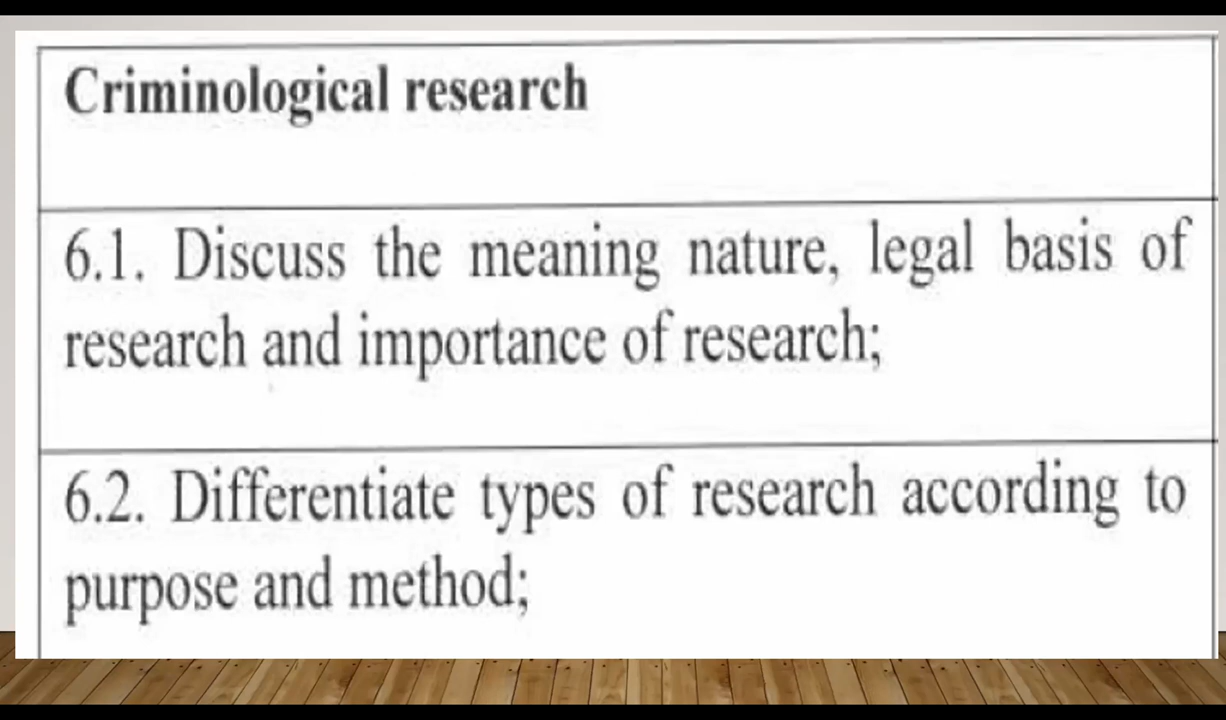 Criminological research
6.1. Discuss the meaning nature, legal basis of
research and importance of research;
6.2. Differentiate types of research according to
purpose and method;